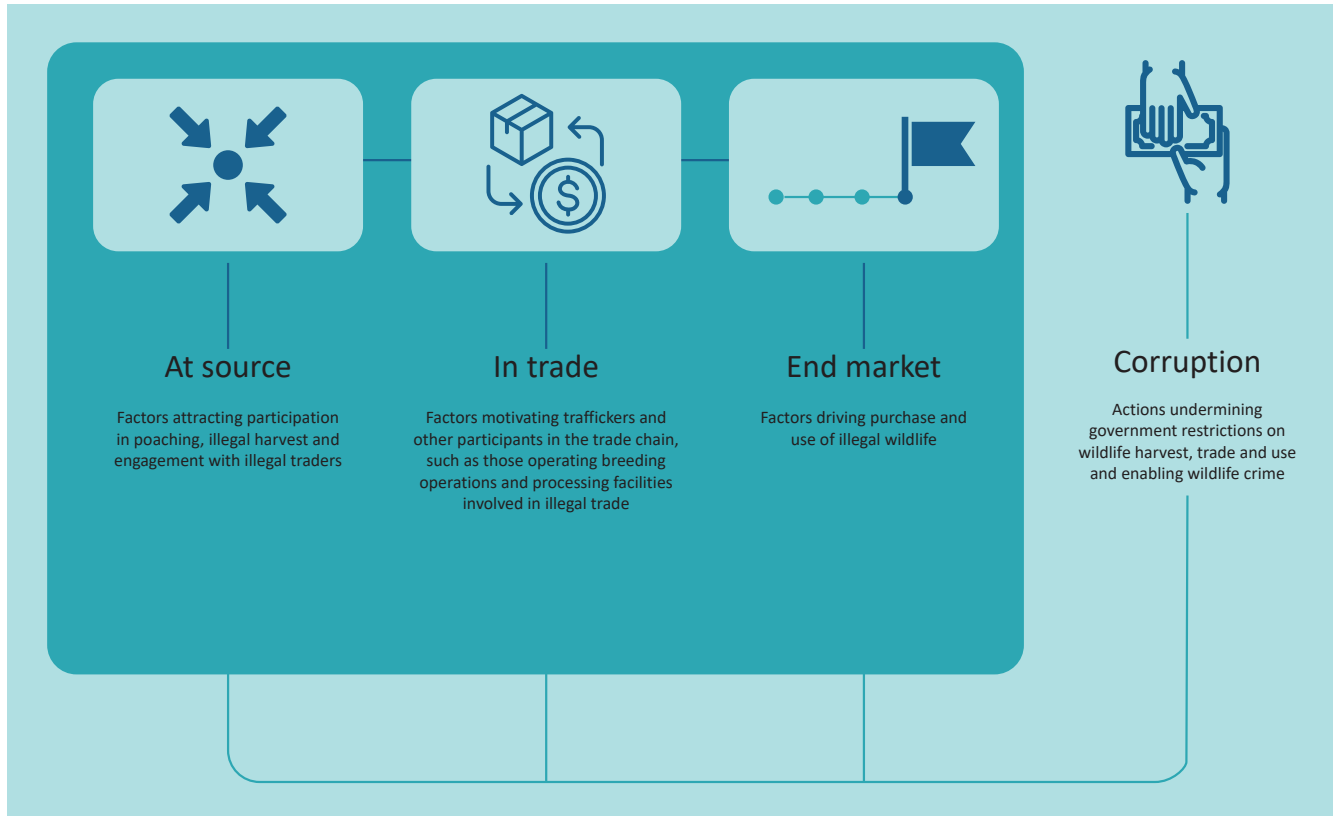 $
At source
Factors attracting participation
in poaching, illegal harvest and
engagement with illegal traders
In trade
Factors motivating traffickers and
other participants in the trade chain,
such as those operating breeding
operations and processing facilities
involved in illegal trade
End market
Factors driving purchase and
use of illegal wildlife
Corruption
Actions undermining
government restrictions on
wildlife harvest, trade and use
and enabling wildlife crime